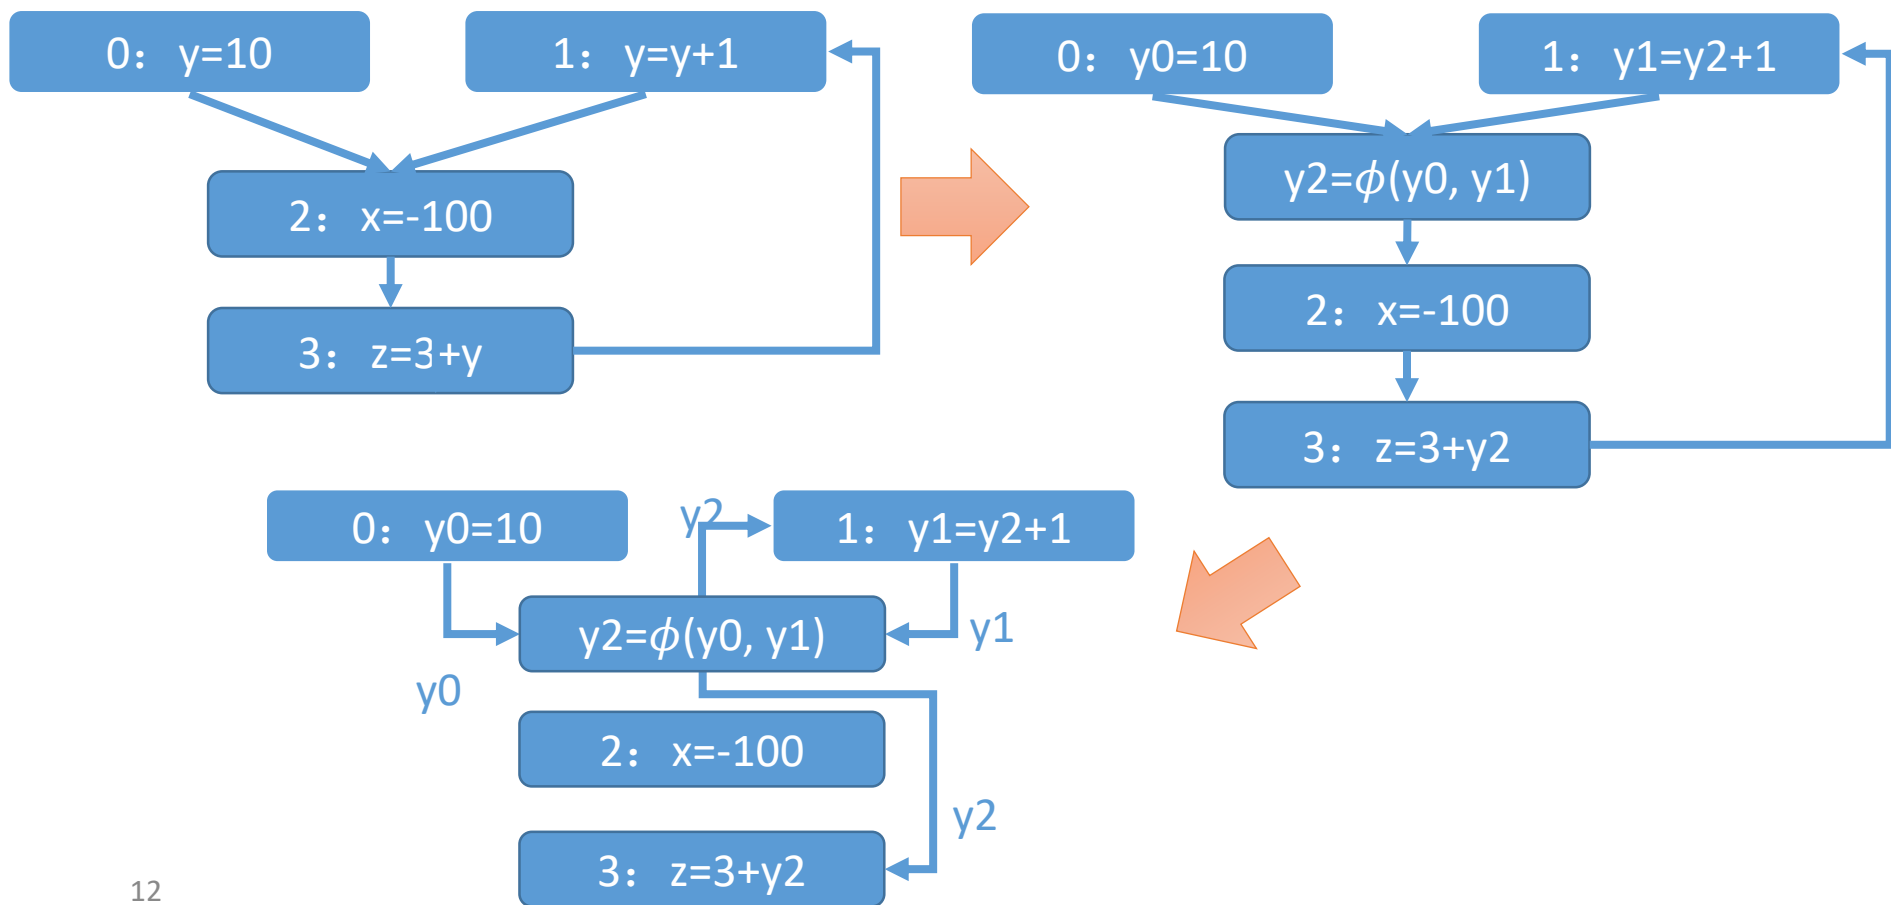 0： y=10
1： y=y+1
2： x=-100
3： z=3+y
0： y0=10
1： y1=y2+1
y2=ϕ(y0, y1)
2： x=-100
3： z=3+y2
0： y0=10
y2
1： y1=y2+1
y2=ϕ(y0, y1)
y1
y0
2： x=-100
y2
3： z=3+y2
12